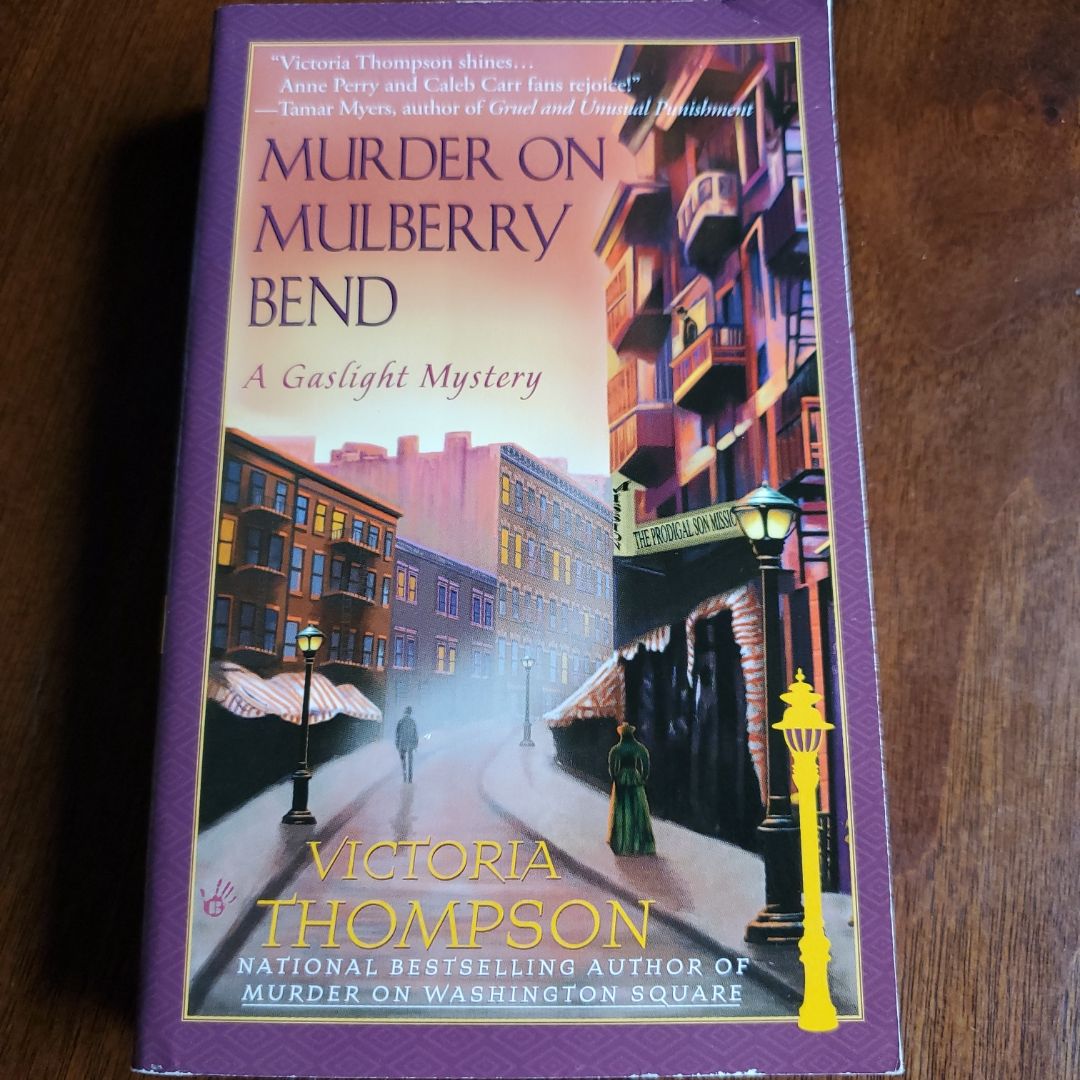 “Victoria Thompson shines…
Anne Perry and Caleb Carr fans rejoice!”
—Tamar Myers, author of Gruel and Unusual Punishment
MURDER ON
MULBERRY
BEND
A Gaslight Mystery
THE PRODIGAL SON MISSIO
VICTORIA
THOMPSON
NATIONAL BESTSELLING AUTHOR OF
MURDER ON WASHINGTON SQUARE